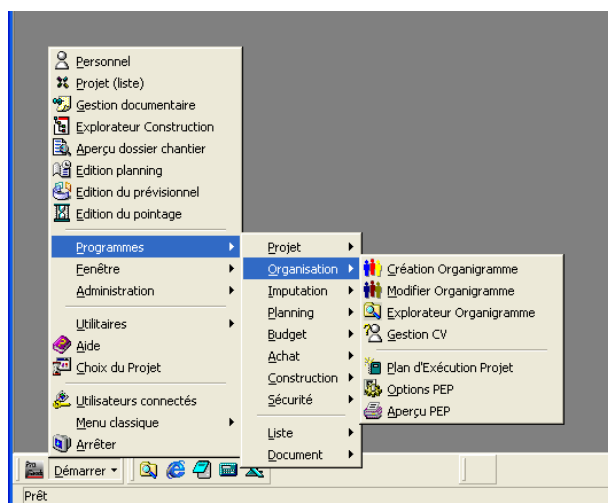 Personnel
Projet (liste)
Gestion documentaire
Explorateur Construction
Aperçu dossier chantier
Edition planning
Edition du prévisionnel
Edition du pointage
Programmes
Fenêtre
Administration
Utilitaires
Aide
Choix du Projet
Utilisateurs connectés
Menu classique
Arrêter
Projet
Organisation
Imputation
Planning
Budget
Achat
Construction
Sécurité
Liste
Document
Création Organigramme
Modifier Organigramme
Explorateur Organigramme
Gestion CV
Plan d'Exécution Projet
Options PEP
Aperçu PEP
Démarrer
Prêt